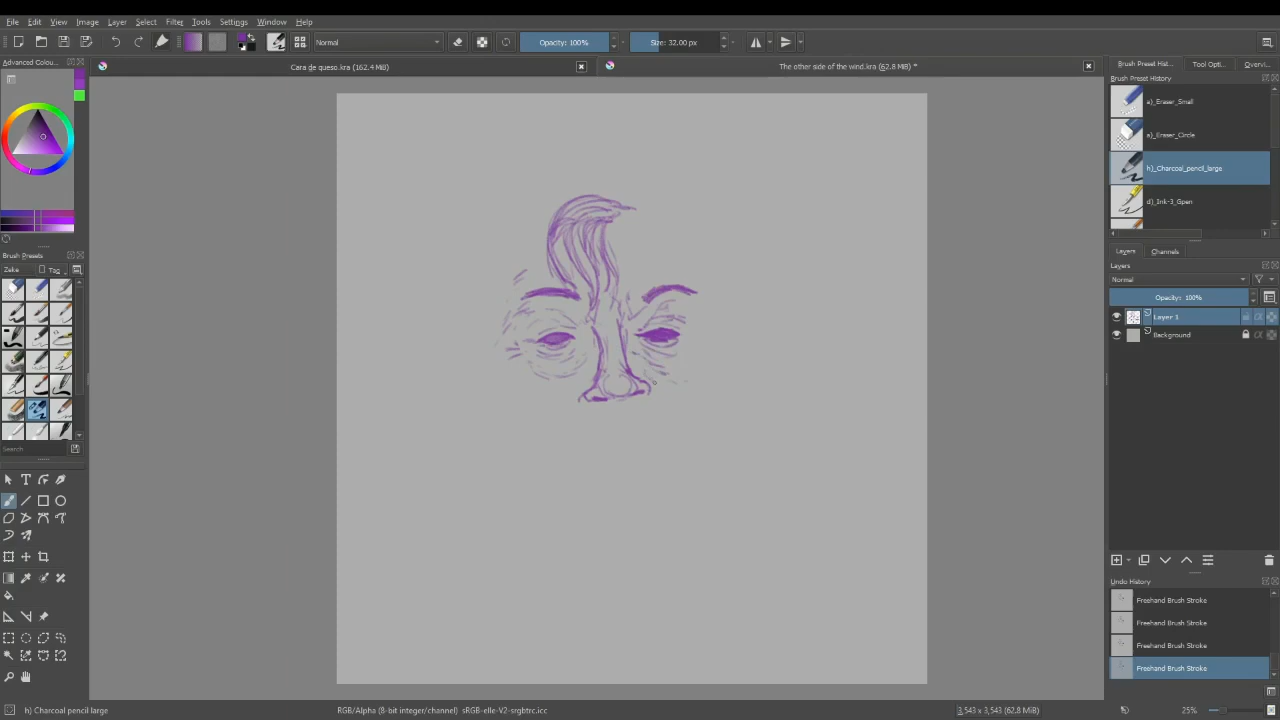 File Edit View Image Layer Select Filter Tools Settings Window Help
Normal Opacity: 100% Size: 32.00 px
Advanced Colou...
Cara de queso.kra (162.4 MiB)
The other side of the wind.kra (62.8 MiB) *
Brush Preset Hist...
Tool Opti...
Overvi...
Brush Preset History
a)_Eraser_Small
a)_Eraser_Circle
h)_Charcoal_pencil_large
d)_Ink-3_Gpen
Layers
Channels
Layers
Normal
Opacity: 100%
Layer 1
Background
Brush Presets
Zeke
Tag
Search
Undo History
Freehand Brush Stroke
Freehand Brush Stroke
Freehand Brush Stroke
Freehand Brush Stroke
h) Charcoal pencil large
RGB/Alpha (8-bit integer/channel) sRGB-elle-V2-srgbtrc.icc
3,543 x 3,543 (62.8 MiB)
25%